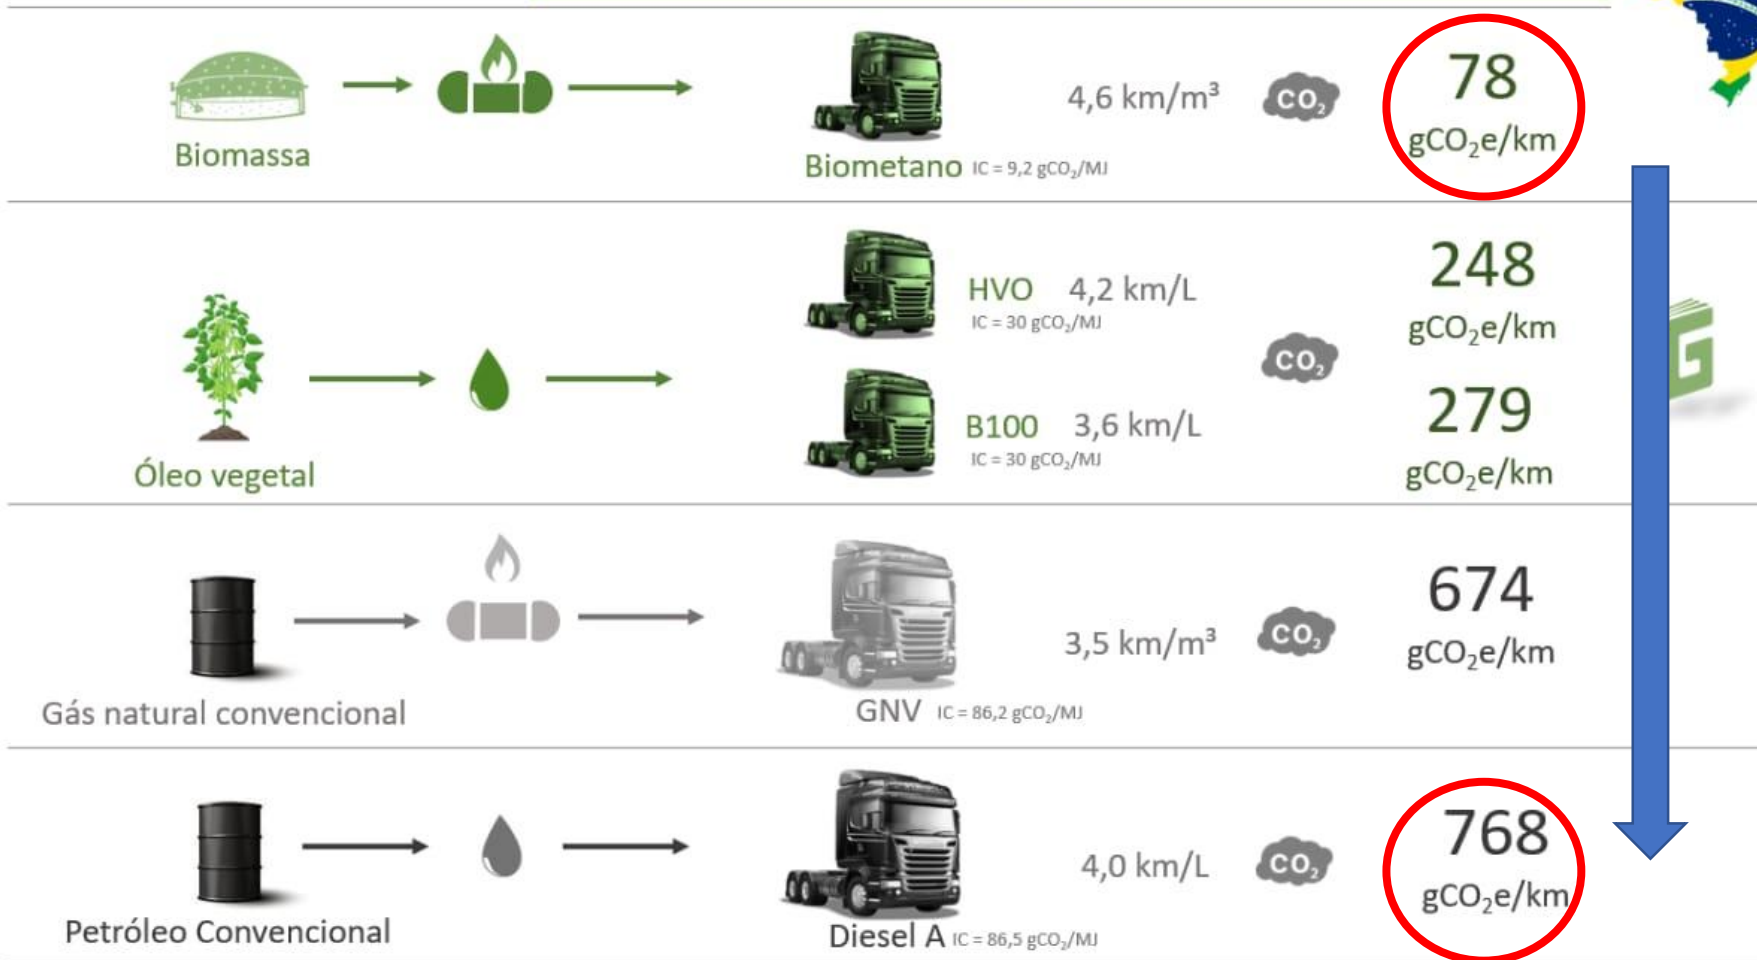 Biomassa
Biometano IC = 9,2 gCO₂/MJ
4,6 km/m³
CO₂
78
gCO₂e/km
Óleo vegetal
HVO 4,2 km/L
IC = 30 gCO₂/MJ
B100 3,6 km/L
IC = 30 gCO₂/MJ
CO₂
248
gCO₂e/km
279
gCO₂e/km
G
Gás natural convencional
GNV IC = 86,2 gCO₂/MJ
3,5 km/m³
CO₂
674
gCO₂e/km
Petróleo Convencional
Diesel A IC = 86,5 gCO₂/MJ
4,0 km/L
CO₂
768
gCO₂e/km